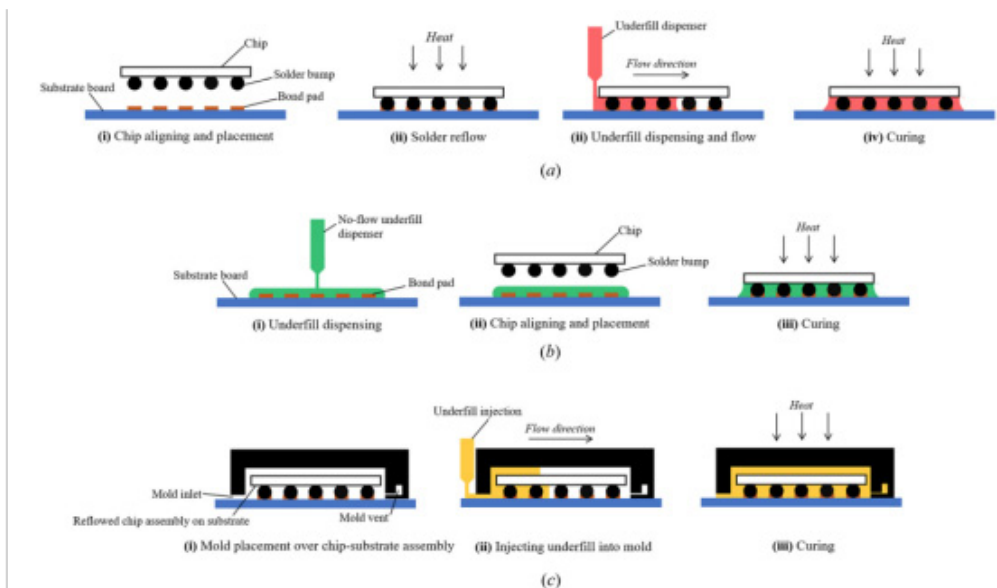 Chip
Solder bump
Substrate board
Bond pad
(i) Chip aligning and placement
Heat
(ii) Solder reflow
Underfill dispenser
Flow direction
(ii) Underfill dispensing and flow
Heat
(iv) Curing
(a)
No-flow underfill
dispenser
Substrate board
Bond pad
(i) Underfill dispensing
Chip
Solder bump
(ii) Chip aligning and placement
Heat
(iii) Curing
(b)
Mold inlet
Reflowed chip assembly on substrate
Mold vent
(i) Mold placement over chip-substrate assembly
Underfill injection
Flow direction
(ii) Injecting underfill into mold
Heat
(iii) Curing
(c)